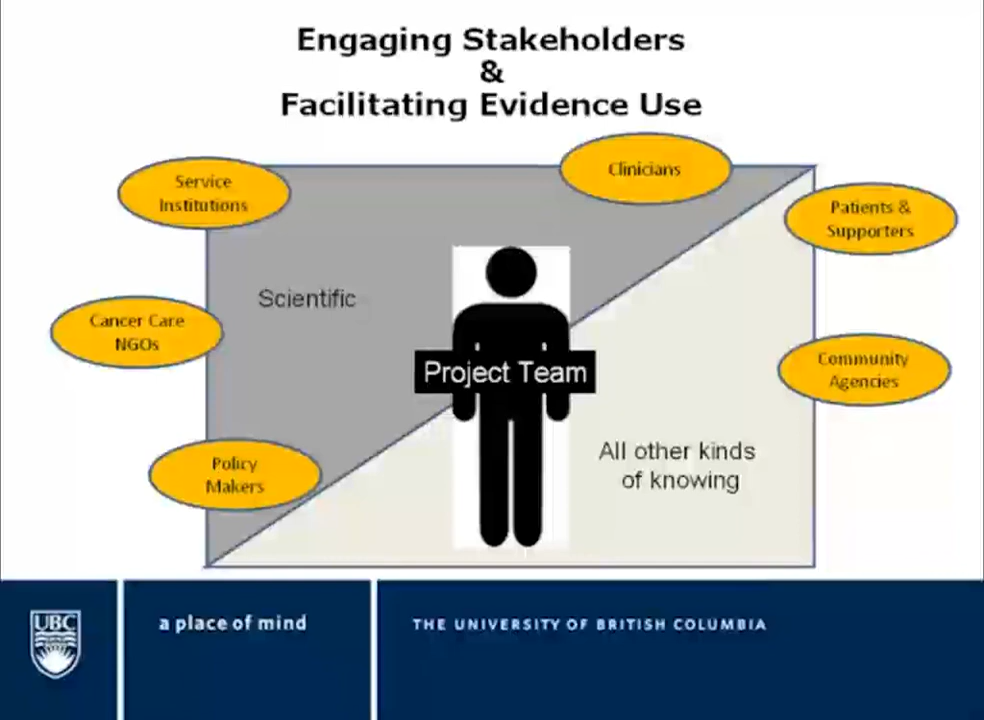 Engaging Stakeholders
&
Facilitating Evidence Use
Service
Institutions
Clinicians
Patients &
Supporters
Scientific
Cancer Care
NGOs
Project Team
Community
Agencies
Policy
Makers
All other kinds
of knowing
UBC
a place of mind
THE UNIVERSITY OF BRITISH COLUMBIA